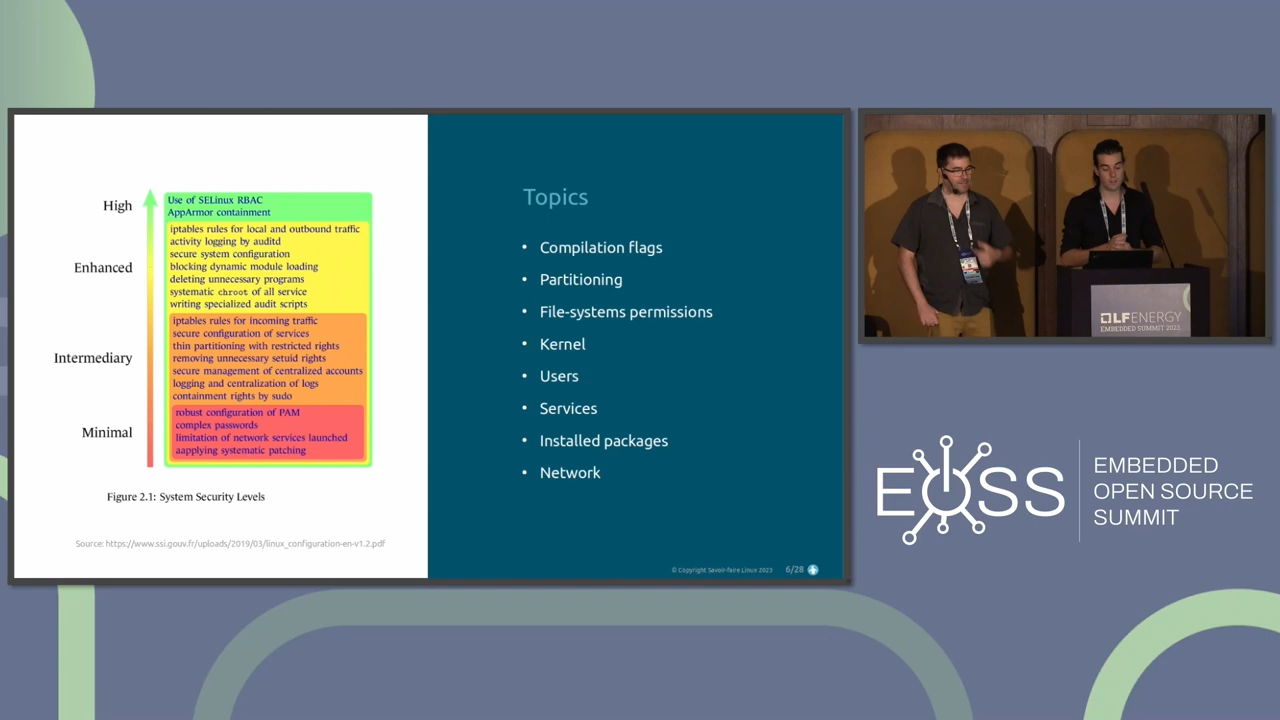 High
Enhanced
Intermediary
Minimal
Use of SELinux RBAC
AppArmor containment
iptables rules for local and outbound traffic
activity logging by auditd
secure system configuration
blocking dynamic module loading
deleting unnecessary programs
systematic chroot of all service
writing specialized audit scripts
iptables rules for incoming traffic
secure configuration of services
thin partitioning with restricted rights
removing unnecessary setuid rights
secure management of centralized accounts
logging and centralization of logs
containment rights by sudo
robust configuration of PAM
complex passwords
limitation of network services launched
aapplying systematic patching
Figure 2.1: System Security Levels
Source: https://www.ssi.gouv.fr/uploads/2019/03/linux_configuration-en-v1.2.pdf
Topics
• Compilation flags
• Partitioning
• File-systems permissions
• Kernel
• Users
• Services
• Installed packages
• Network
© Copyright Savoir-faire Linux 2023
6/28
LFENERGY
EMBEDDED SUMMIT 2023
EOSS
EMBEDDED
OPEN SOURCE
SUMMIT